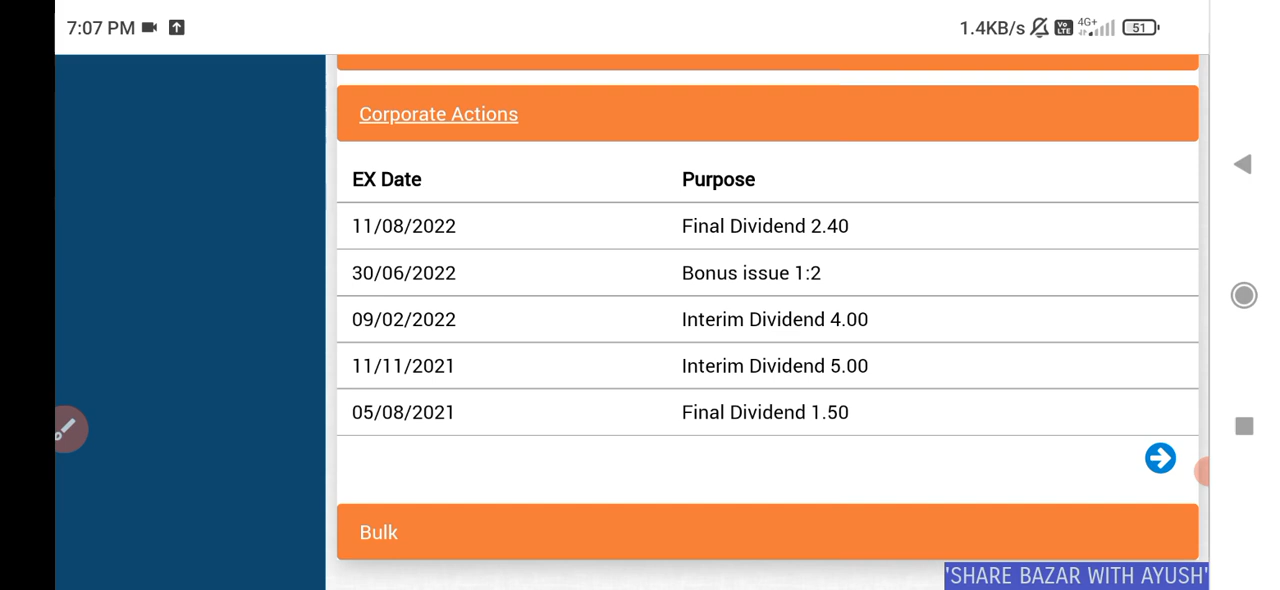 7:07 PM 1.4KB/s Vo LTE 4G+ 51
Corporate Actions
EX Date Purpose
11/08/2022 Final Dividend 2.40
30/06/2022 Bonus issue 1:2
09/02/2022 Interim Dividend 4.00
11/11/2021 Interim Dividend 5.00
05/08/2021 Final Dividend 1.50
Bulk
'SHARE BAZAR WITH AYUSH'